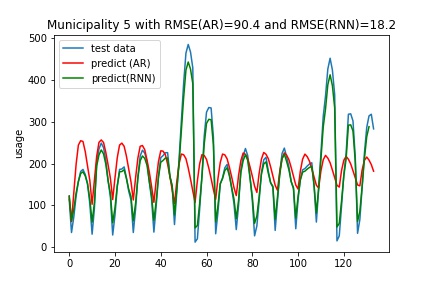 Municipality 5 with RMSE(AR)=90.4 and RMSE(RNN)=18.2
test data
predict (AR)
predict(RNN)
usage
500
400
300
200
100
0
0 20 40 60 80 100 120